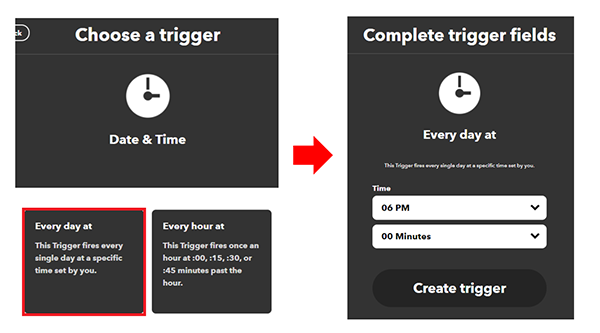 ck
Choose a trigger
Date & Time
Every day at
This Trigger fires every
single day at a specific
time set by you.
Every hour at
This Trigger fires once an
hour at :00, :15, :30, or
:45 minutes past the
hour.
Complete trigger fields
Every day at
This Trigger fires every single day at a specific time set by you.
Time
06 PM
00 Minutes
Create trigger